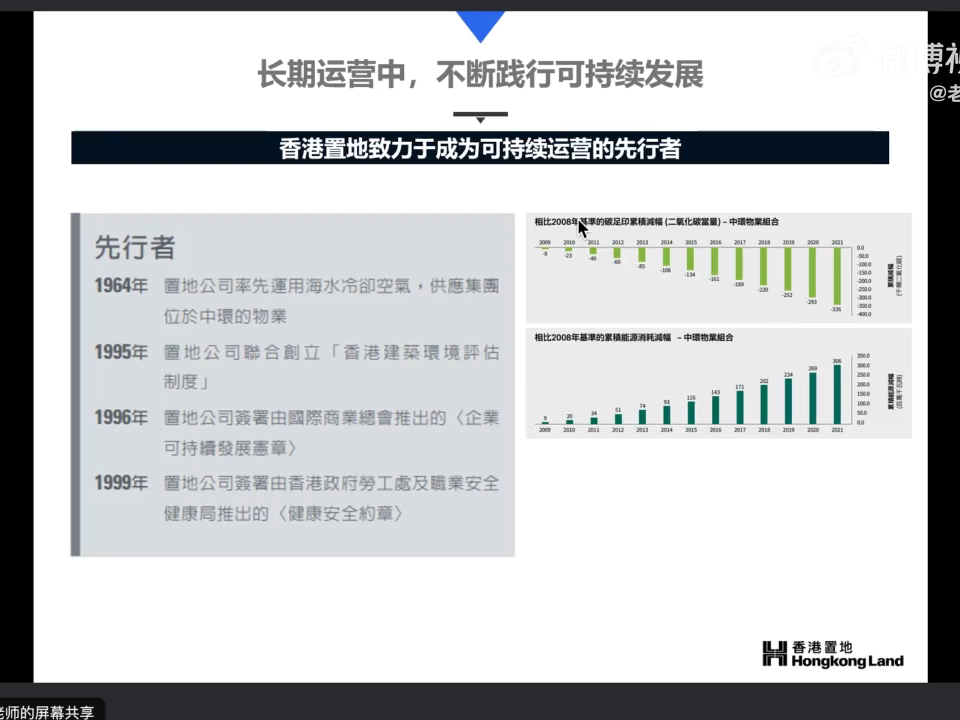 长期运营中，不断践行可持续发展
微博视
@老
香港置地致力于成为可持续运营的先行者
先行者
1964年 置地公司率先運用海水冷卻空氣，供應集團
位於中環的物業
1995年 置地公司聯合創立「香港建築環境評估
制度」
1996年 置地公司簽署由國際商業總會推出的〈企業
可持續發展憲章〉
1999年 置地公司簽署由香港政府勞工處及職業安全
健康局推出的〈健康安全約章〉
相比2008年基準的碳足印累積減幅 (二氧化碳當量) – 中環物業組合
2009 2010 2011 2012 2013 2014 2015 2016 2017 2018 2019 2020 2021
-8 -23 -40 -60 -85 -108 -134 -161 -189 -220 -252 -293 -336
0.0
-50.0
-100.0
-150.0
-200.0
-250.0
-300.0
-350.0
-400.0
累積減幅
(千噸二氧化碳)
相比2008年基準的累積能源消耗減幅 – 中環物業組合
9 20 34 51 74 93 116 143 171 202 234 269 306
2009 2010 2011 2012 2013 2014 2015 2016 2017 2018 2019 2020 2021
350.0
300.0
250.0
200.0
150.0
100.0
50.0
0.0
累積能源減幅
(百萬千瓦時)
香港置地
Hongkong Land
老师的屏幕共享